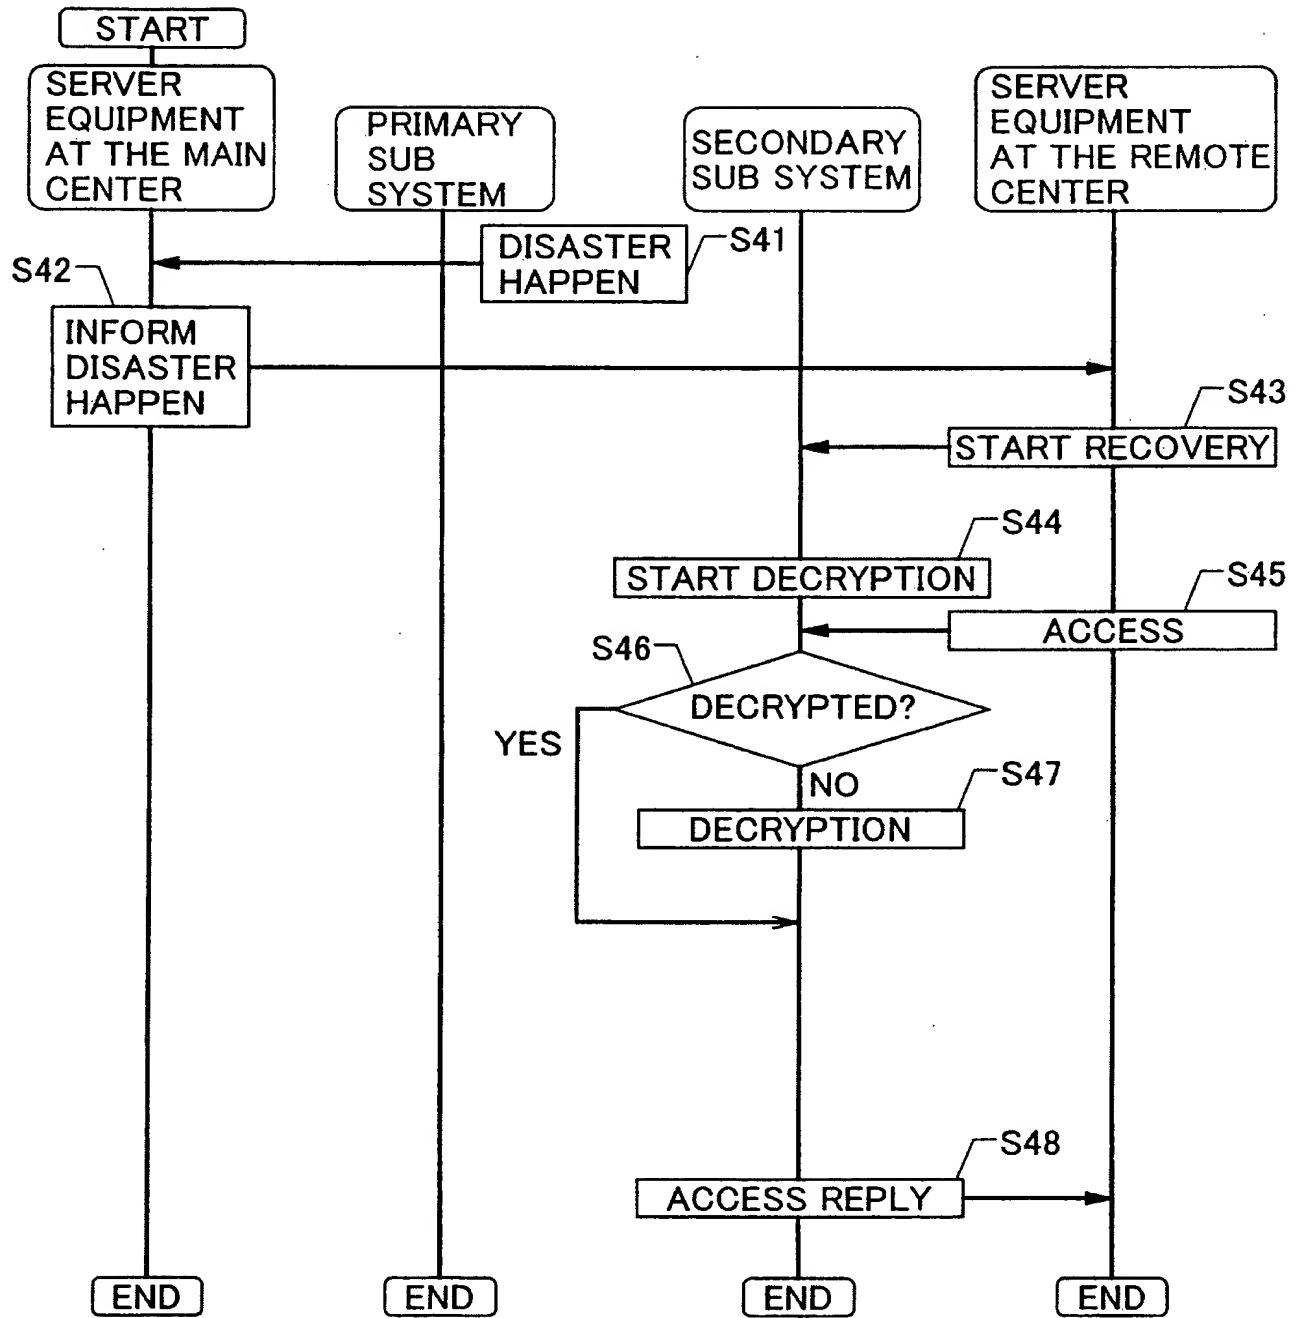 START
SERVER
EQUIPMENT
AT THE MAIN
CENTER
PRIMARY
SUB
SYSTEM
SECONDARY
SUB SYSTEM
SERVER
EQUIPMENT
AT THE REMOTE
CENTER
DISASTER
HAPPEN
S41
S42
INFORM
DISASTER
HAPPEN
S43
START RECOVERY
S44
START DECRYPTION
S45
ACCESS
S46
DECRYPTED?
YES
NO
S47
DECRYPTION
S48
ACCESS REPLY
END
END
END
END